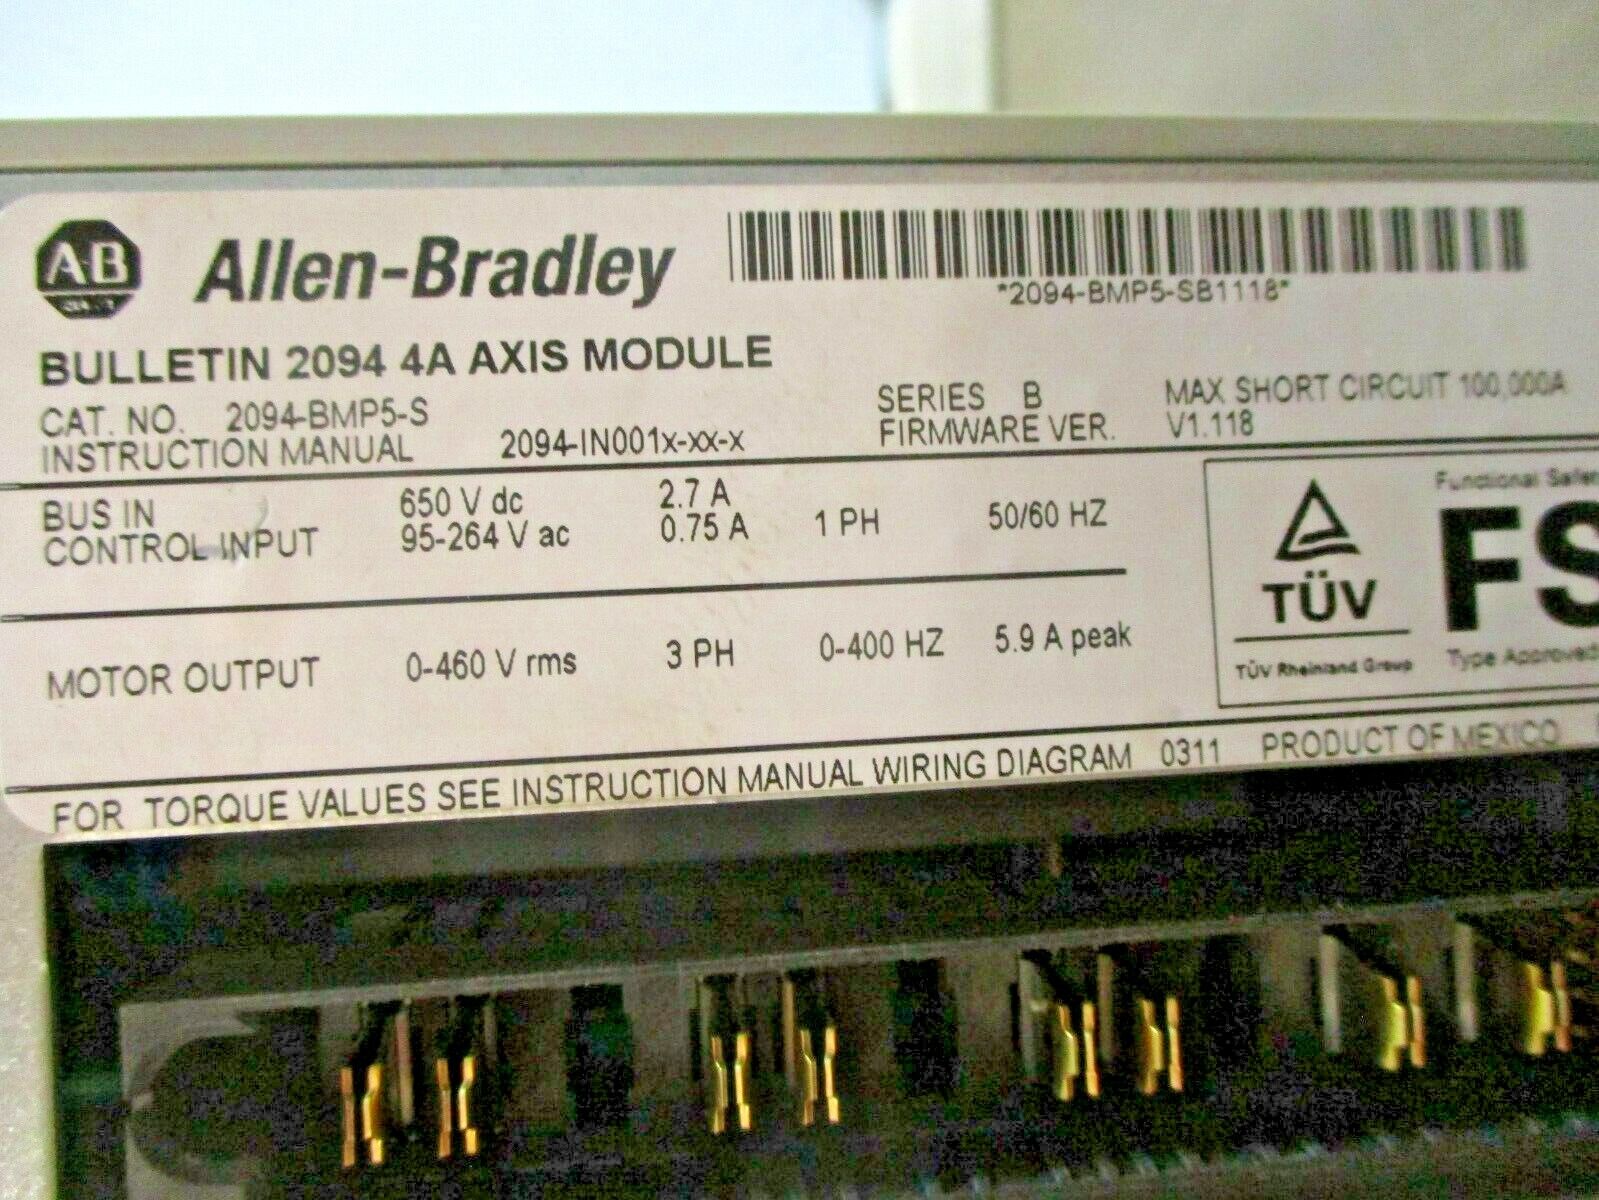 AB
Allen-Bradley
*2094-BMP5-SB1118*
BULLETIN 2094 4A AXIS MODULE
CAT. NO. 2094-BMP5-S SERIES B MAX SHORT CIRCUIT 100,000A
INSTRUCTION MANUAL 2094-IN001x-xx-x FIRMWARE VER. V1.118
BUS IN 650 V dc 2.7 A
CONTROL INPUT 95-264 V ac 0.75 A 1 PH 50/60 HZ
MOTOR OUTPUT 0-460 V rms 3 PH 0-400 HZ 5.9 A peak
Functional
FS
TÜV
TÜV Rheinland Group
Type Approved
FOR TORQUE VALUES SEE INSTRUCTION MANUAL WIRING DIAGRAM 0311 PRODUCT OF MEXICO